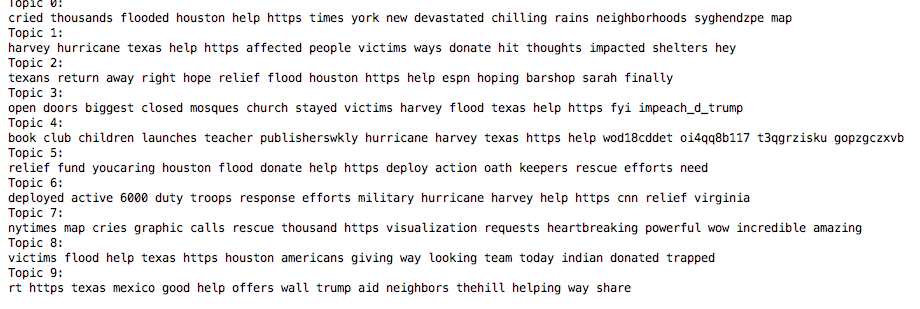 Topic 0:
cried thousands flooded houston help https times york new devastated chilling rains neighborhoods syghendzpe map
Topic 1:
harvey hurricane texas help https affected people victims ways donate hit thoughts impacted shelters hey
Topic 2:
texans return away right hope relief flood houston https help espn hoping barshop sarah finally
Topic 3:
open doors biggest closed mosques church stayed victims harvey flood texas help https fyi impeach_d_trump
Topic 4:
book club children launches teacher publisherswkly hurricane harvey texas https help wod18cddet oi4qq8b117 t3qgrzisku gopzgczxvb
Topic 5:
relief fund youcaring houston flood donate help https deploy action oath keepers rescue efforts need
Topic 6:
deployed active 6000 duty troops response efforts military hurricane harvey help https cnn relief virginia
Topic 7:
nytimes map cries graphic calls rescue thousand https visualization requests heartbreaking powerful wow incredible amazing
Topic 8:
victims flood help texas https houston americans giving way looking team today indian donated trapped
Topic 9:
rt https texas mexico good help offers wall trump aid neighbors thehill helping way share